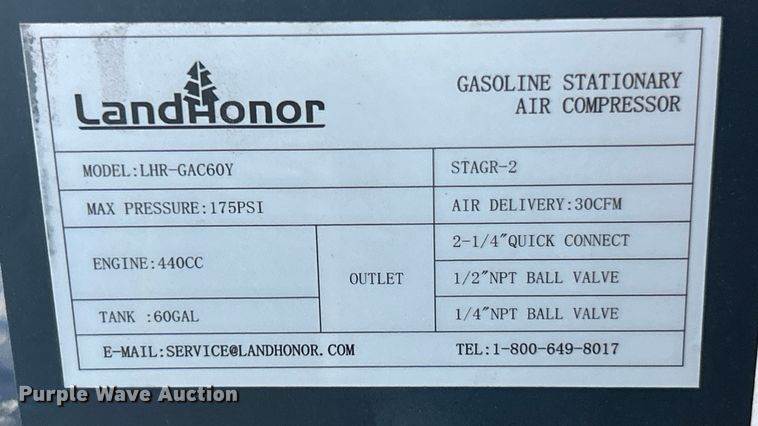 LandHonor
GASOLINE STATIONARY
AIR COMPRESSOR
MODEL:LHR-GAC60Y
STAGR-2
MAX PRESSURE:175PSI
AIR DELIVERY:30CFM
ENGINE:440CC
OUTLET
2-1/4"QUICK CONNECT
1/2"NPT BALL VALVE
TANK :60GAL
1/4"NPT BALL VALVE
E-MAIL:SERVICE@LANDHONOR.COM
TEL:1-800-649-8017
Purple Wave Auction